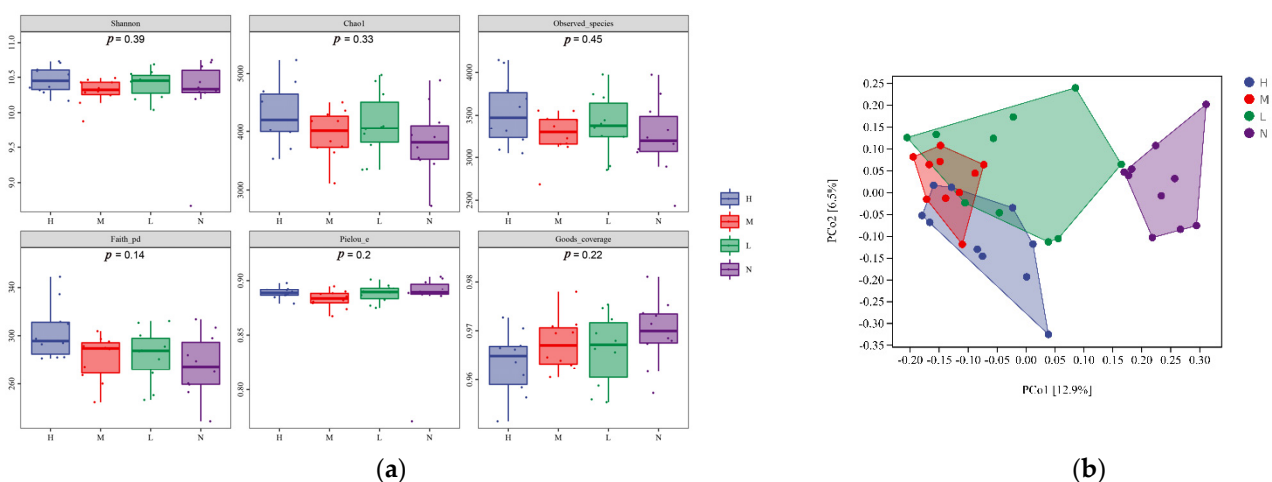 Shannon
p = 0.39
11.0
10.5
10.0
9.5
9.0
H
M
L
N
Chao1
p = 0.33
5000
4000
3000
H
M
L
N
Observed_species
p = 0.45
4000
3500
3000
2500
H
M
L
N
Faith_pd
p = 0.14
340
300
260
H
M
L
N
Pielou_e
p = 0.2
0.90
0.85
0.80
H
M
L
N
Goods_coverage
p = 0.22
0.98
0.97
0.96
H
M
L
N
H
M
L
N
(a)
PCo2 [6.5%]
0.25
0.20
0.15
0.10
0.05
0.00
-0.05
-0.10
-0.15
-0.20
-0.25
-0.30
-0.35
-0.20 -0.15 -0.10 -0.05 0.00 0.05 0.10 0.15 0.20 0.25 0.30
PCo1 [12.9%]
H
M
L
N
(b)